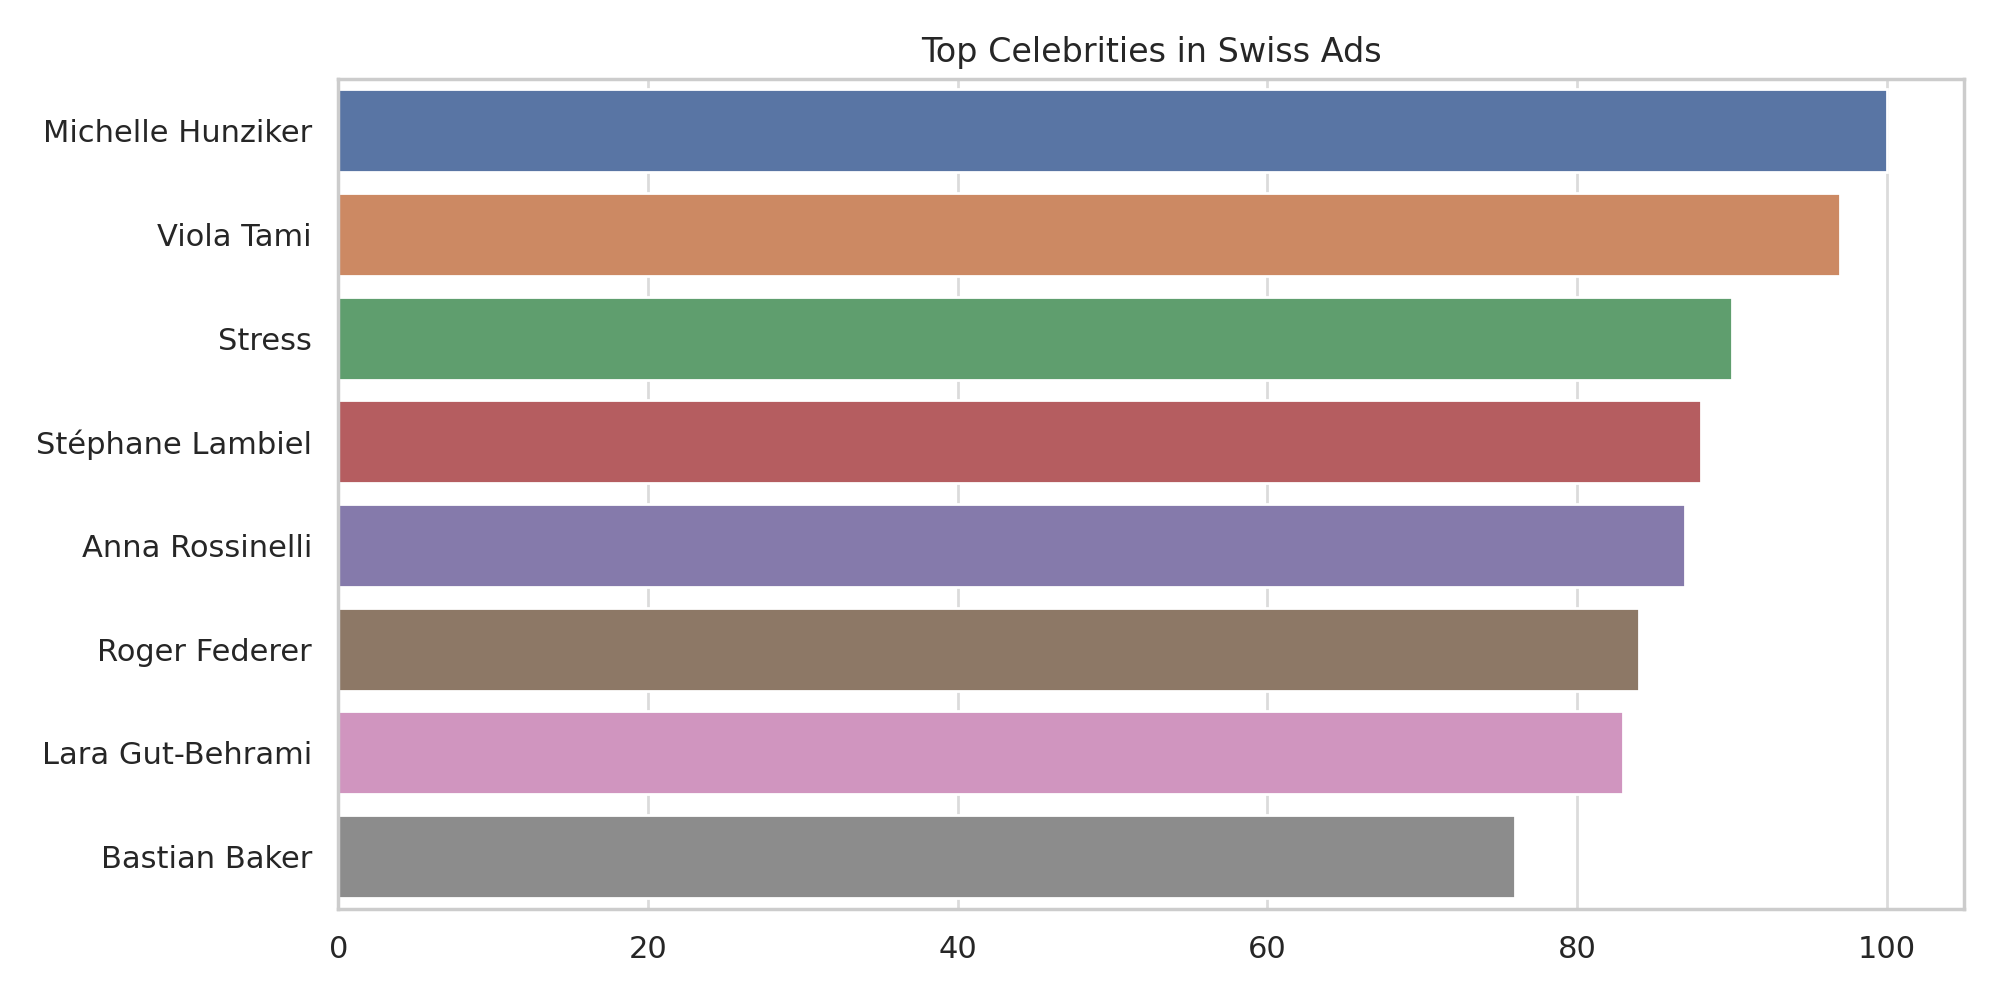 Top Celebrities in Swiss Ads
Michelle Hunziker
Viola Tami
Stress
Stéphane Lambiel
Anna Rossinelli
Roger Federer
Lara Gut-Behrami
Bastian Baker
0 20 40 60 80 100